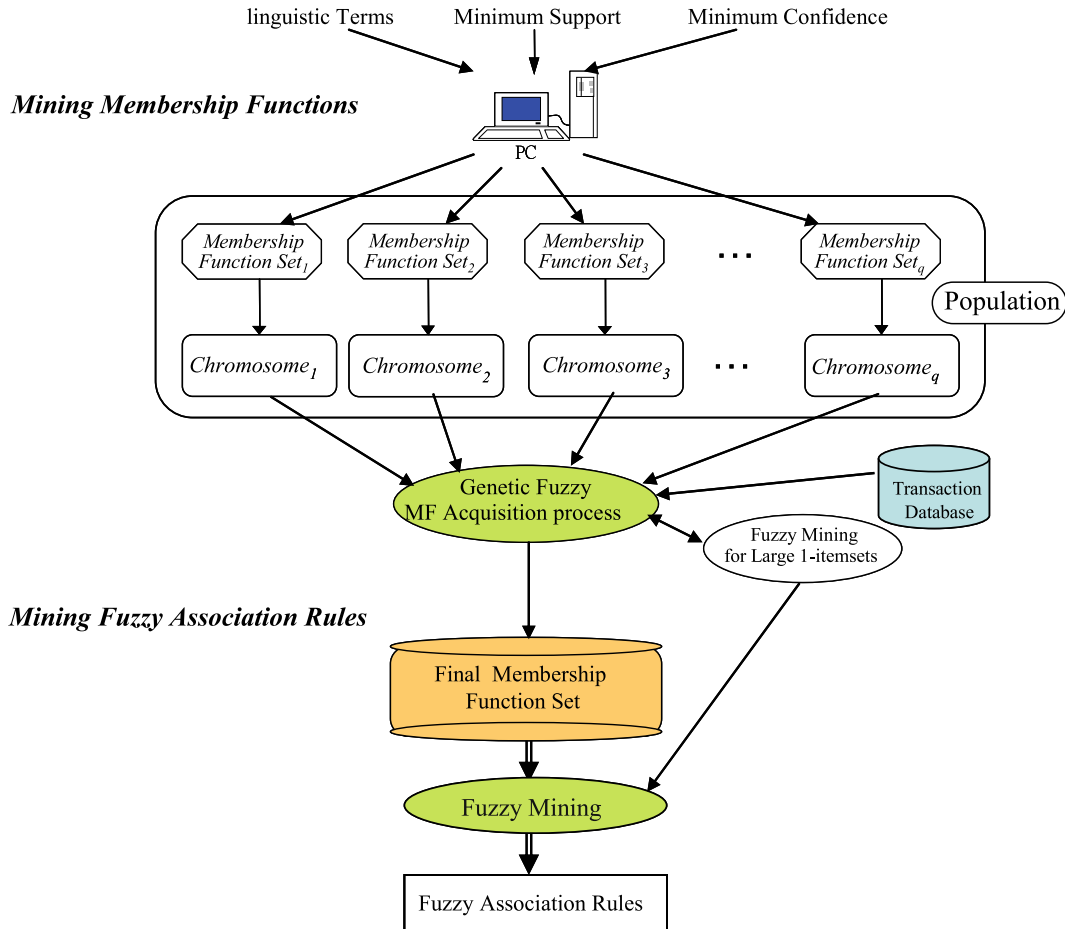 linguistic Terms
Minimum Support
Minimum Confidence
Mining Membership Functions
PC
Membership
Function Set1
Membership
Function Set2
Membership
Function Set3
...
Membership
Function Setq
Population
Chromosome1
Chromosome2
Chromosome3
...
Chromosomeq
Genetic Fuzzy
MF Acquisition process
Transaction
Database
Fuzzy Mining
for Large 1-itemsets
Mining Fuzzy Association Rules
Final Membership
Function Set
Fuzzy Mining
Fuzzy Association Rules